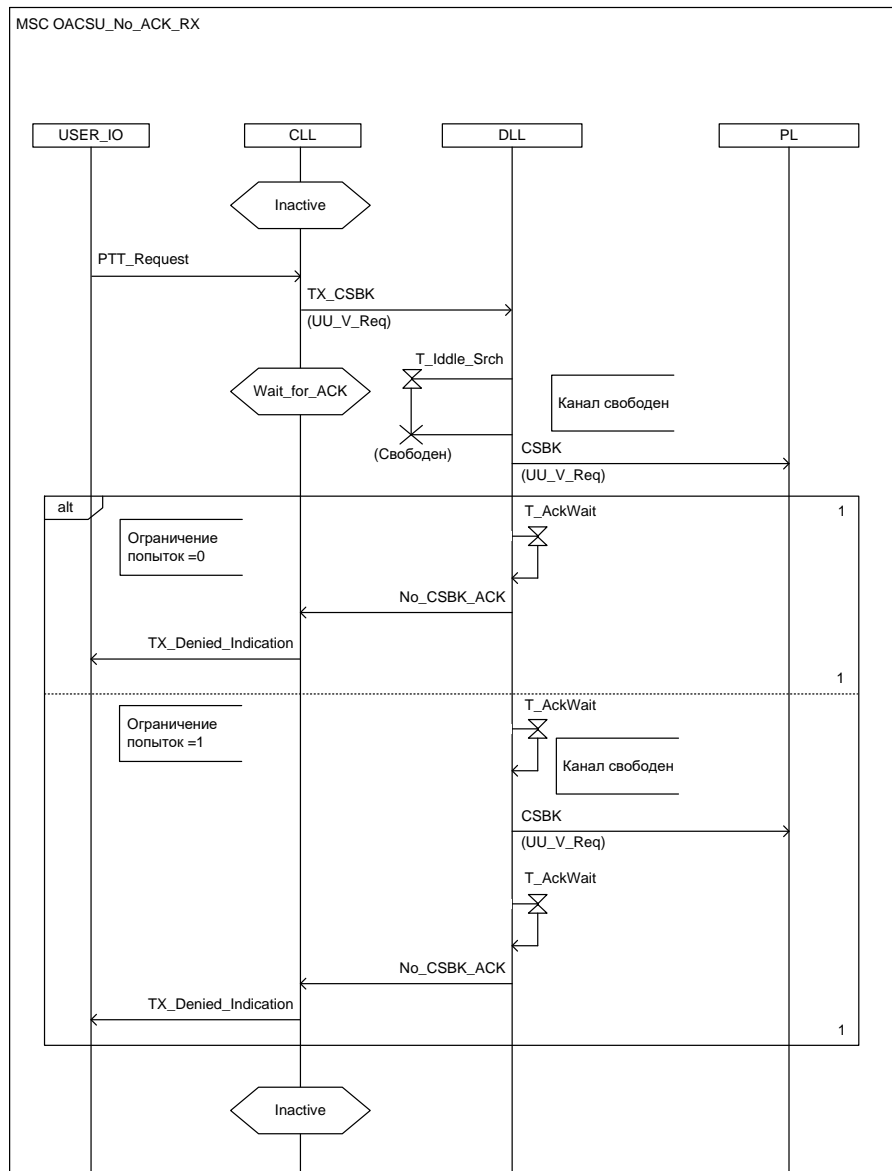 MSC OACSU_No_ACK_RX
USER_IO
CLL
DLL
PL
Inactive
PTT_Request
TX_CSBK
(UU_V_Req)
T_Iddle_Srch
Wait_for_ACK
Канал свободен
(Свободен)
CSBK
(UU_V_Req)
alt
1
T_AckWait
Ограничение
попыток =0
No_CSBK_ACK
TX_Denied_Indication
1
T_AckWait
Ограничение
попыток =1
Канал свободен
CSBK
(UU_V_Req)
T_AckWait
No_CSBK_ACK
TX_Denied_Indication
1
Inactive